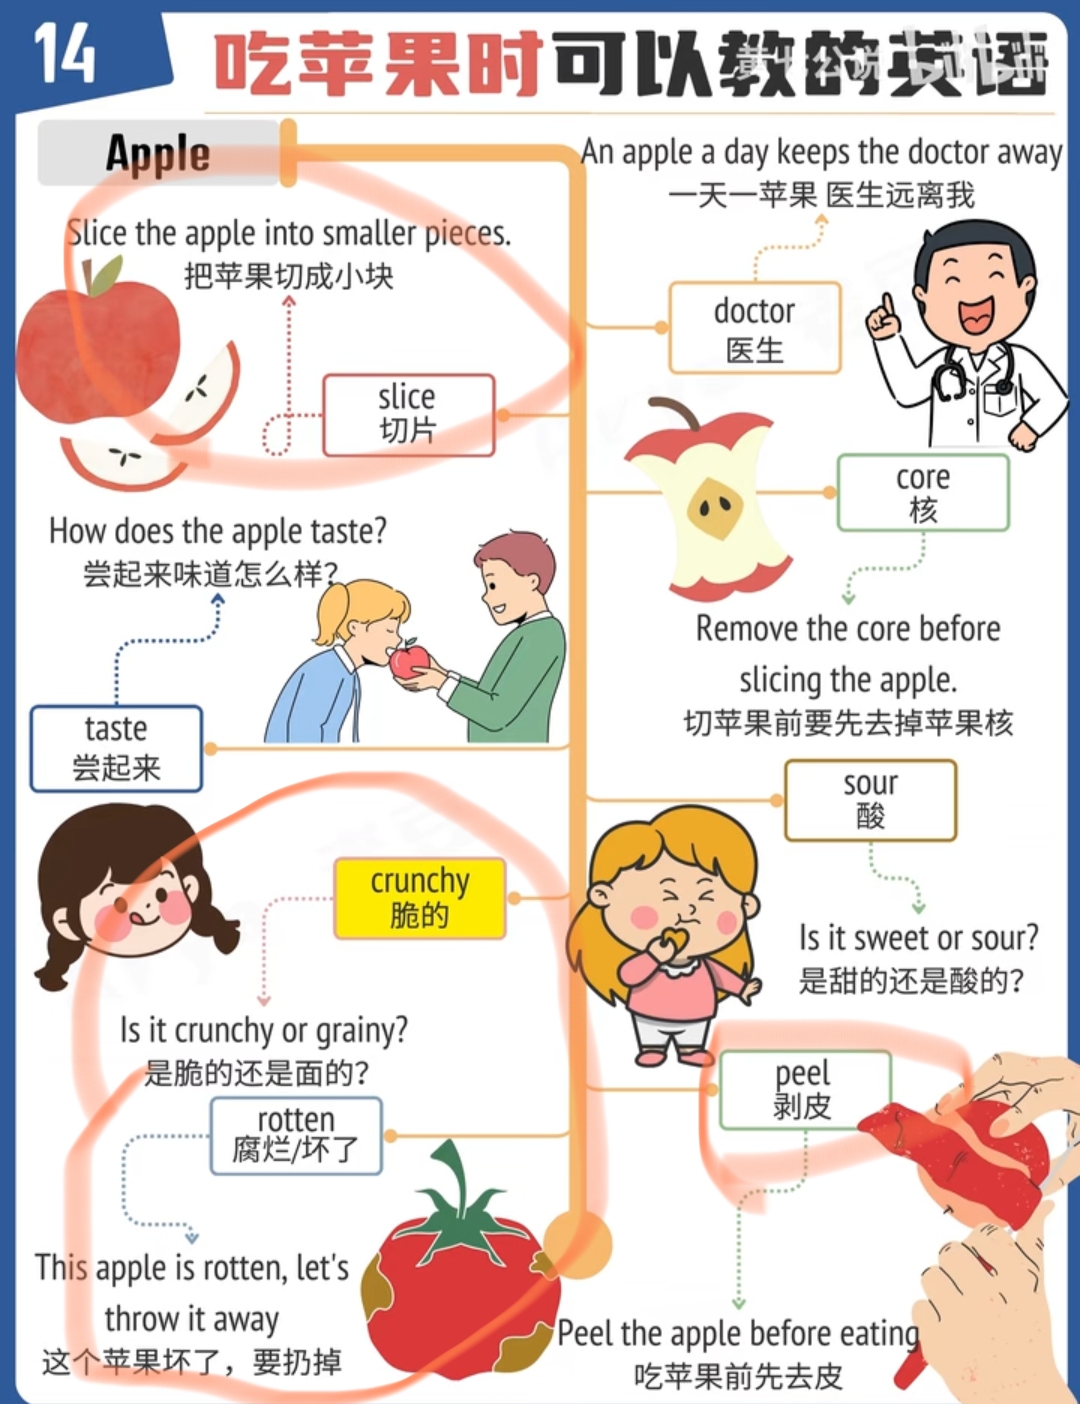 14
吃苹果时可以教的英语
Apple
An apple a day keeps the doctor away
一天一苹果 医生远离我
Slice the apple into smaller pieces.
把苹果切成小块
doctor
医生
slice
切片
core
核
How does the apple taste?
尝起来味道怎么样?
Remove the core before
slicing the apple.
切苹果前要先去掉苹果核
taste
尝起来
sour
酸
crunchy
脆的
Is it sweet or sour?
是甜的还是酸的?
Is it crunchy or grainy?
是脆的还是面的?
peel
剥皮
rotten
腐烂/坏了
This apple is rotten, let's
throw it away
这个苹果坏了，要扔掉
Peel the apple before eating
吃苹果前先去皮